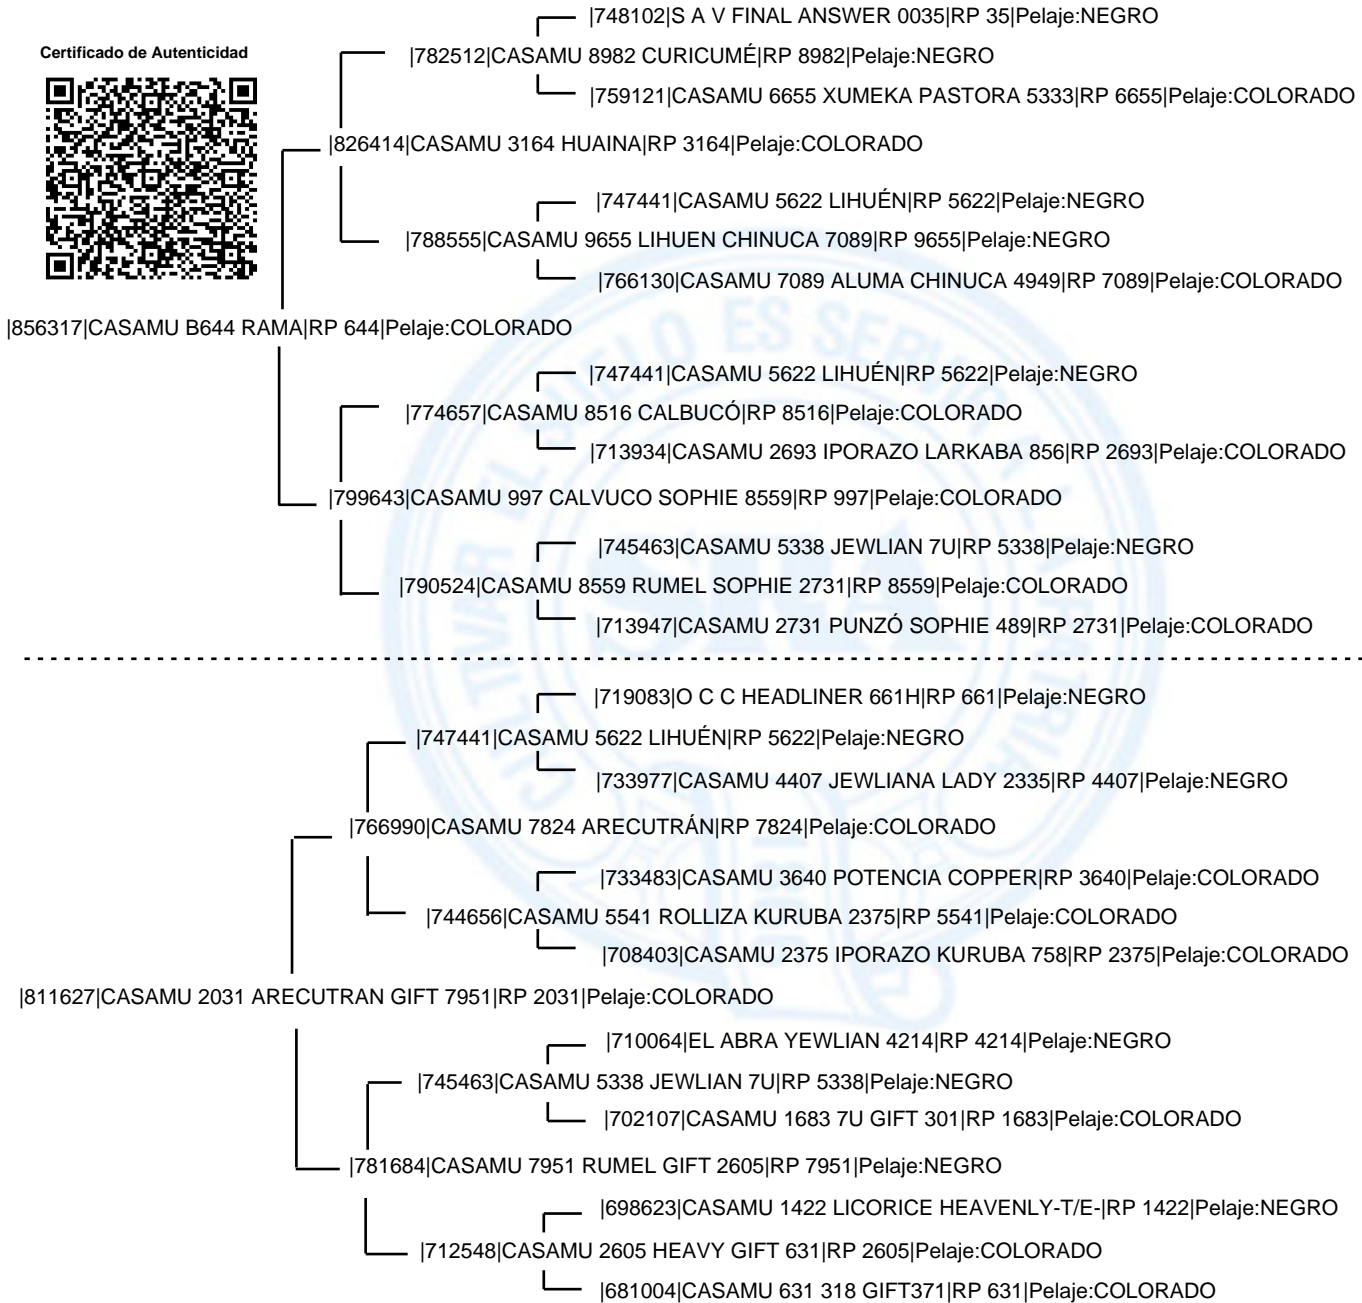 |748102|S A V FINAL ANSWER 0035|RP 35|Pelaje:NEGRO
Certificado de Autenticidad
|782512|CASAMU 8982 CURICUMÉ|RP 8982|Pelaje:NEGRO
|759121|CASAMU 6655 XUMEKA PASTORA 5333|RP 6655|Pelaje:COLORADO
|826414|CASAMU 3164 HUAINA|RP 3164|Pelaje:COLORADO
|747441|CASAMU 5622 LIHUÉN|RP 5622|Pelaje:NEGRO
|788555|CASAMU 9655 LIHUEN CHINUCA 7089|RP 9655|Pelaje:NEGRO
|766130|CASAMU 7089 ALUMA CHINUCA 4949|RP 7089|Pelaje:COLORADO
|856317|CASAMU B644 RAMA|RP 644|Pelaje:COLORADO
|747441|CASAMU 5622 LIHUÉN|RP 5622|Pelaje:NEGRO
|774657|CASAMU 8516 CALBUCÓ|RP 8516|Pelaje:COLORADO
|713934|CASAMU 2693 IPORAZO LARKABA 856|RP 2693|Pelaje:COLORADO
|799643|CASAMU 997 CALVUCO SOPHIE 8559|RP 997|Pelaje:COLORADO
|745463|CASAMU 5338 JEWLIAN 7U|RP 5338|Pelaje:NEGRO
|790524|CASAMU 8559 RUMEL SOPHIE 2731|RP 8559|Pelaje:COLORADO
|713947|CASAMU 2731 PUNZÓ SOPHIE 489|RP 2731|Pelaje:COLORADO
|719083|O C C HEADLINER 661H|RP 661|Pelaje:NEGRO
|747441|CASAMU 5622 LIHUÉN|RP 5622|Pelaje:NEGRO
|733977|CASAMU 4407 JEWLIANA LADY 2335|RP 4407|Pelaje:NEGRO
|766990|CASAMU 7824 ARECUTRÁN|RP 7824|Pelaje:COLORADO
|733483|CASAMU 3640 POTENCIA COPPER|RP 3640|Pelaje:COLORADO
|744656|CASAMU 5541 ROLLIZA KURUBA 2375|RP 5541|Pelaje:COLORADO
|708403|CASAMU 2375 IPORAZO KURUBA 758|RP 2375|Pelaje:COLORADO
|811627|CASAMU 2031 ARECUTRAN GIFT 7951|RP 2031|Pelaje:COLORADO
|710064|EL ABRA YEWLIAN 4214|RP 4214|Pelaje:NEGRO
|745463|CASAMU 5338 JEWLIAN 7U|RP 5338|Pelaje:NEGRO
|702107|CASAMU 1683 7U GIFT 301|RP 1683|Pelaje:COLORADO
|781684|CASAMU 7951 RUMEL GIFT 2605|RP 7951|Pelaje:NEGRO
|698623|CASAMU 1422 LICORICE HEAVENLY-T/E-|RP 1422|Pelaje:NEGRO
|712548|CASAMU 2605 HEAVY GIFT 631|RP 2605|Pelaje:COLORADO
|681004|CASAMU 631 318 GIFT371|RP 631|Pelaje:COLORADO
CULTIVAR EL SUELO ES SERVIR A LA PATRIA
SRA
1866